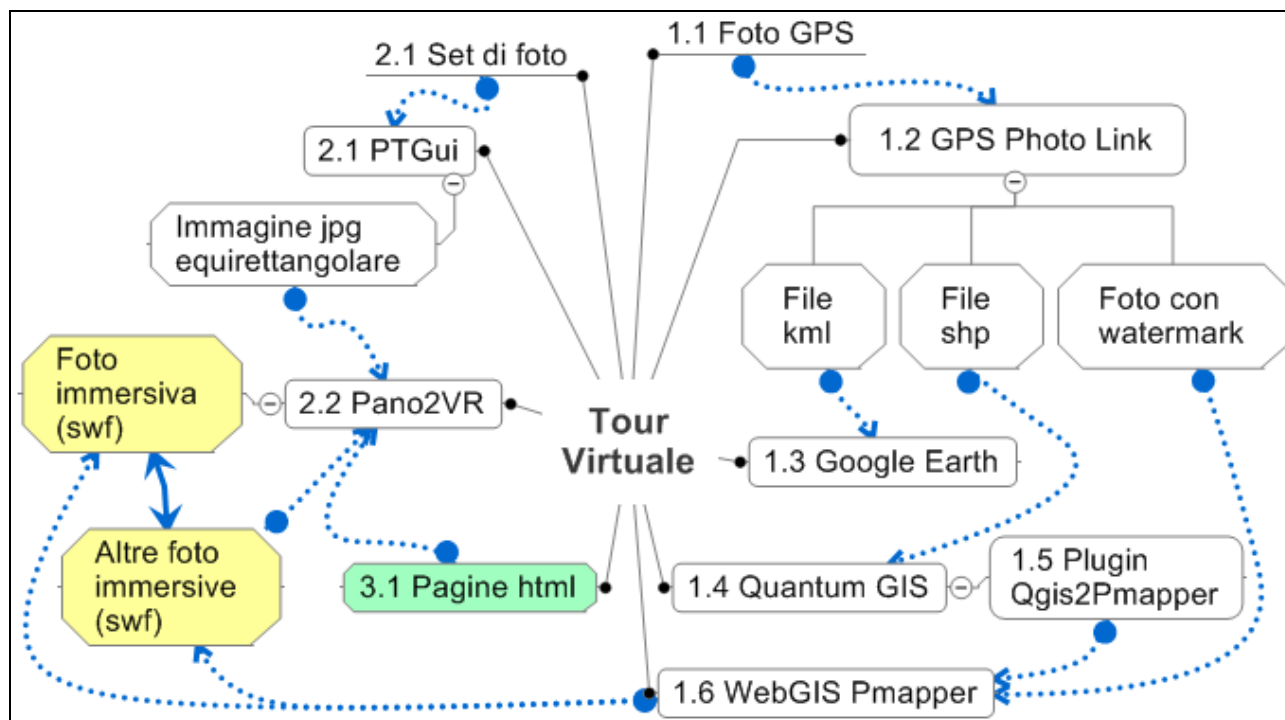 1.1 Foto GPS
2.1 Set di foto
1.2 GPS Photo Link
2.1 PTGui
Immagine jpg
equirettangolare
File
kml
File
shp
Foto con
watermark
Foto
immersiva
(swf)
2.2 Pano2VR
Tour
Virtuale
1.3 Google Earth
Altre foto
immersive
(swf)
3.1 Pagine html
1.4 Quantum GIS
1.5 Plugin
Qgis2Pmapper
1.6 WebGIS Pmapper